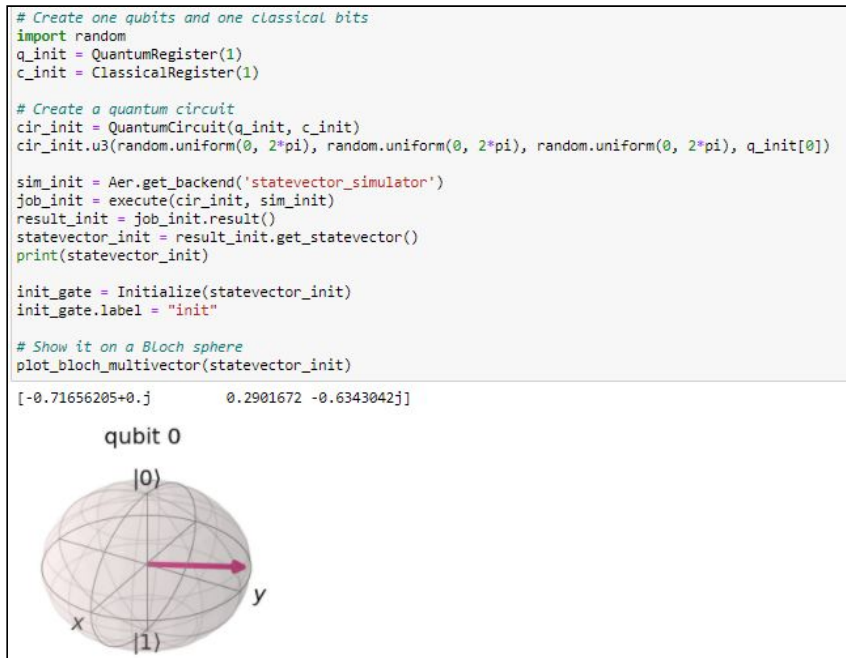 # Create one qubits and one classical bits
import random
q_init = QuantumRegister(1)
c_init = ClassicalRegister(1)
# Create a quantum circuit
cir_init = QuantumCircuit(q_init, c_init)
cir_init.u3(random.uniform(0, 2*pi), random.uniform(0, 2*pi), random.uniform(0, 2*pi), q_init[0])
sim_init = Aer.get_backend('statevector_simulator')
job_init = execute(cir_init, sim_init)
result_init = job_init.result()
statevector_init = result_init.get_statevector()
print(statevector_init)
init_gate = Initialize(statevector_init)
init_gate.label = "init"
# Show it on a Bloch sphere
plot_bloch_multivector(statevector_init)
[-0.71656205+0.j         0.2901672 -0.6343042j]
qubit 0
|0⟩
y
x
|1⟩